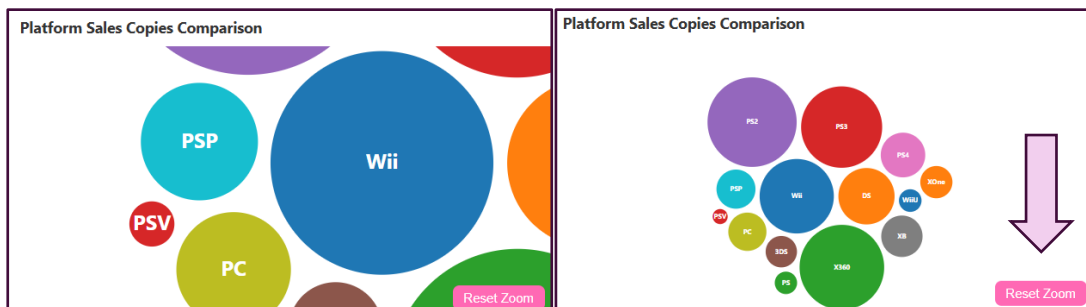 Platform Sales Copies Comparison
PSP
Wii
PSV
PC
Reset Zoom
Platform Sales Copies Comparison
PS2
PS3
PS4
XOne
PSP
Wii
DS
WiiU
PSV
PC
XB
3DS
X360
PS
Reset Zoom